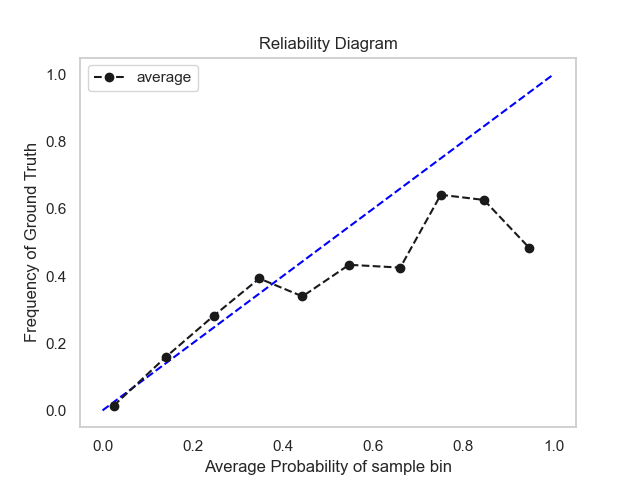 Reliability Diagram
average
Frequency of Ground Truth
1.0
0.8
0.6
0.4
0.2
0.0
0.0 0.2 0.4 0.6 0.8 1.0
Average Probability of sample bin